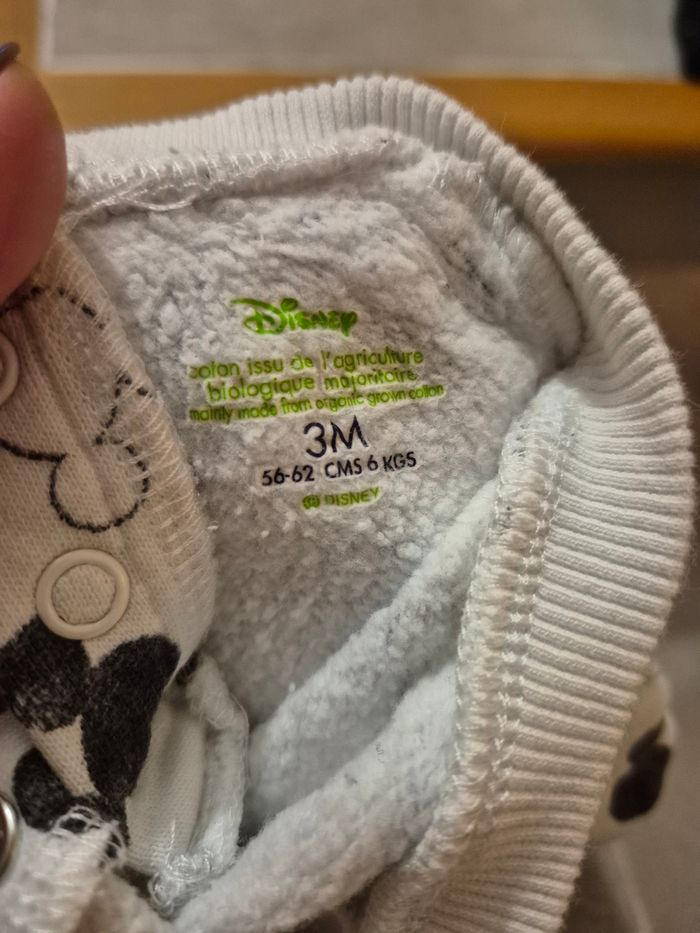 Disney
coton issu de l'agriculture
biologique majoritaire
mainly made from organic grown cotton
3M
56-62 CMS 6 KGS
© DISNEY